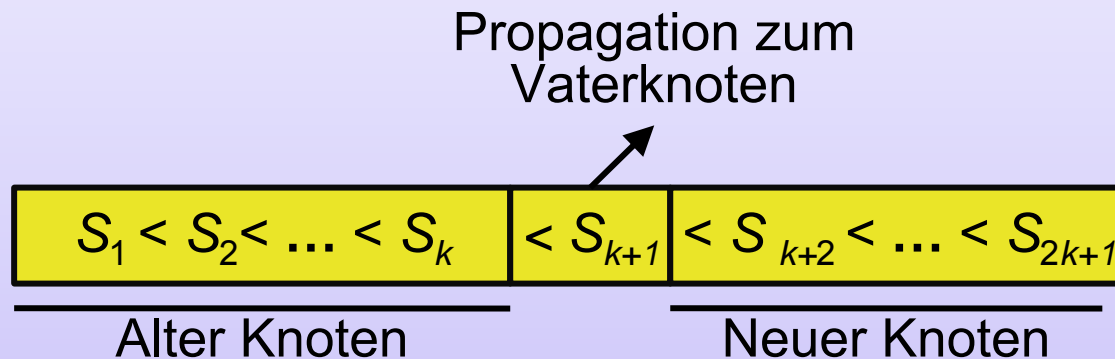 Propagation zum
Vaterknoten
S₁ < S₂ < ... < Sₖ < Sₖ₊₁ < S ₖ₊₂ < ... < S₂ₖ₊₁
Alter Knoten Neuer Knoten